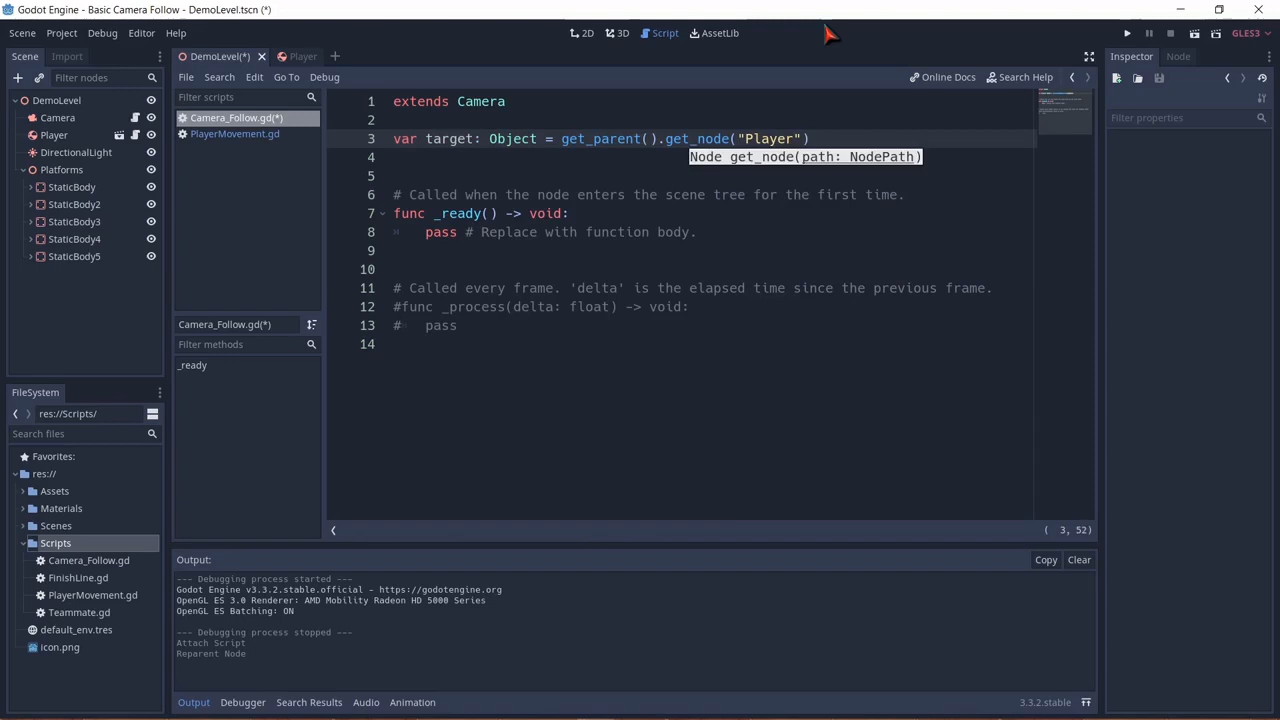 Godot Engine - Basic Camera Follow - DemoLevel.tscn (*)
Scene Project Debug Editor Help
2D 3D Script AssetLib
GLES3
Scene Import
Filter nodes
DemoLevel
Camera
Player
DirectionalLight
Platforms
StaticBody
StaticBody2
StaticBody3
StaticBody4
StaticBody5
FileSystem
res://Scripts/
Search files
Favorites:
res://
Assets
Materials
Scenes
Scripts
Camera_Follow.gd
FinishLine.gd
PlayerMovement.gd
Teammate.gd
default_env.tres
icon.png
DemoLevel(*) Player
File Search Edit Go To Debug
Online Docs Search Help
Filter scripts
Camera_Follow.gd(*)
PlayerMovement.gd
Camera_Follow.gd(*)
Filter methods
_ready
1 extends Camera
2
3 var target: Object = get_parent().get_node("Player")
4 Node get_node(path: NodePath)
5
6 # Called when the node enters the scene tree for the first time.
7 func _ready() -> void:
8 pass # Replace with function body.
9
10
11 # Called every frame. 'delta' is the elapsed time since the previous frame.
12 #func _process(delta: float) -> void:
13 # pass
14
( 3, 52)
Output:
Copy Clear
--- Debugging process started ---
Godot Engine v3.3.2.stable.official - https://godotengine.org
OpenGL ES 3.0 Renderer: AMD Mobility Radeon HD 5000 Series
OpenGL ES Batching: ON
--- Debugging process stopped ---
Attach Script
Reparent Node
Output Debugger Search Results Audio Animation
3.3.2.stable
Inspector Node
Filter properties